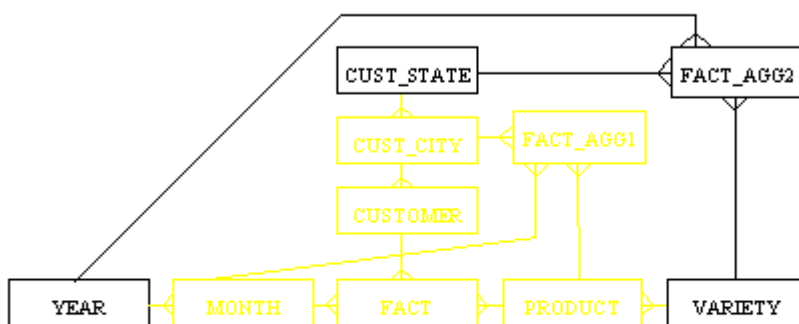 CUST_STATE
FACT_AGG2
CUST_CITY
FACT_AGG1
CUSTOMER
YEAR
MONTH
FACT
PRODUCT
VARIETY